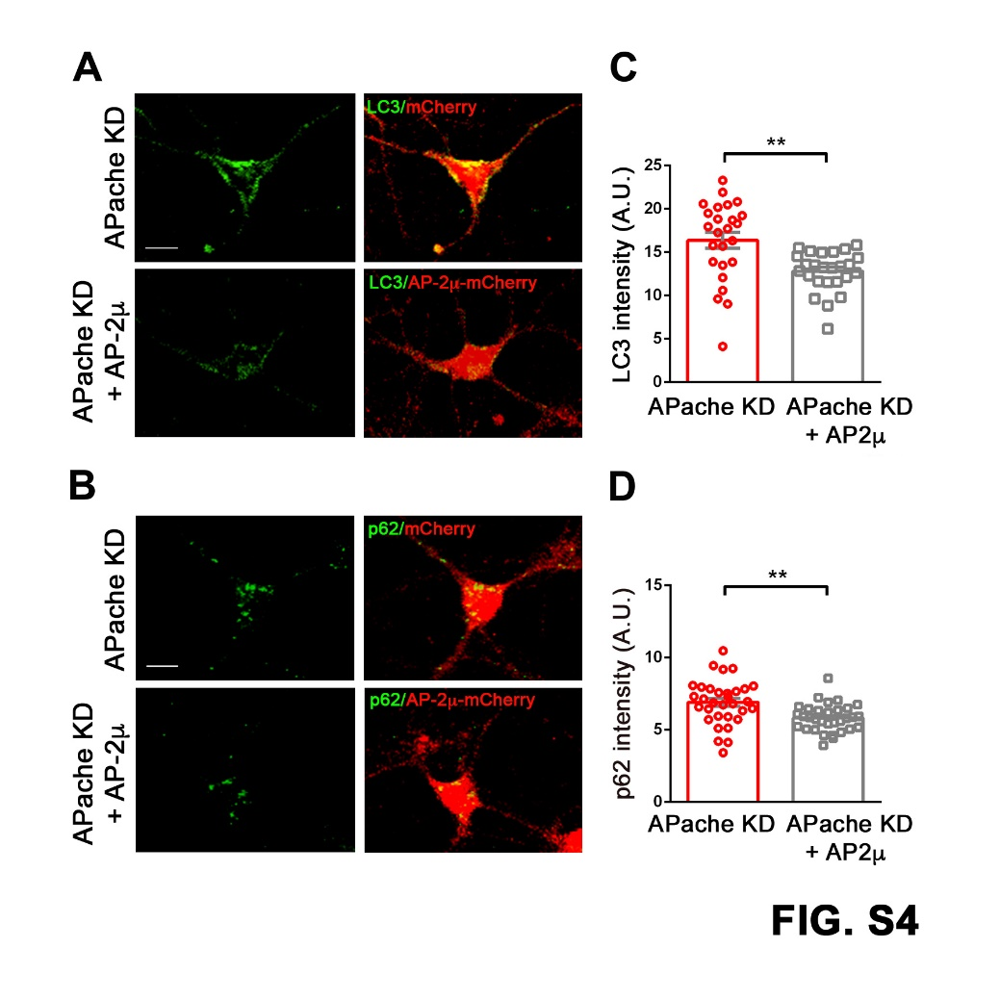 A
APache KD
LC3/mCherry
APache KD
+ AP-2µ
LC3/AP-2µ-mCherry
B
APache KD
p62/mCherry
APache KD
+ AP-2µ
p62/AP-2µ-mCherry
C
**
LC3 intensity (A.U.)
25
20
15
10
5
0
APache KD
APache KD
+ AP2µ
D
**
p62 intensity (A.U.)
15
10
5
0
APache KD
APache KD
+ AP2µ
FIG. S4